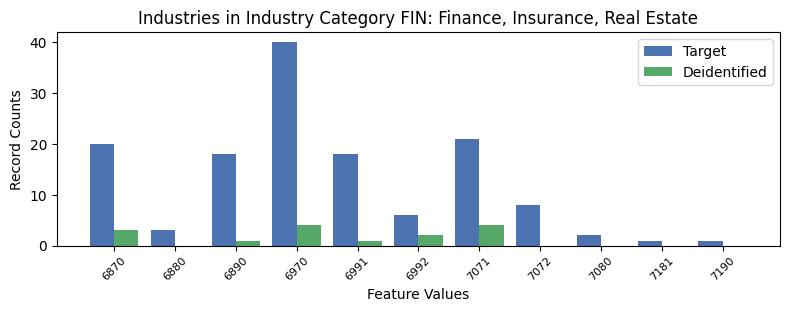 Industries in Industry Category FIN: Finance, Insurance, Real Estate
Target
Deidentified
Record Counts
40
30
20
10
0
6870 6880 6890 6970 6991 6992 7071 7072 7080 7181 7190
Feature Values